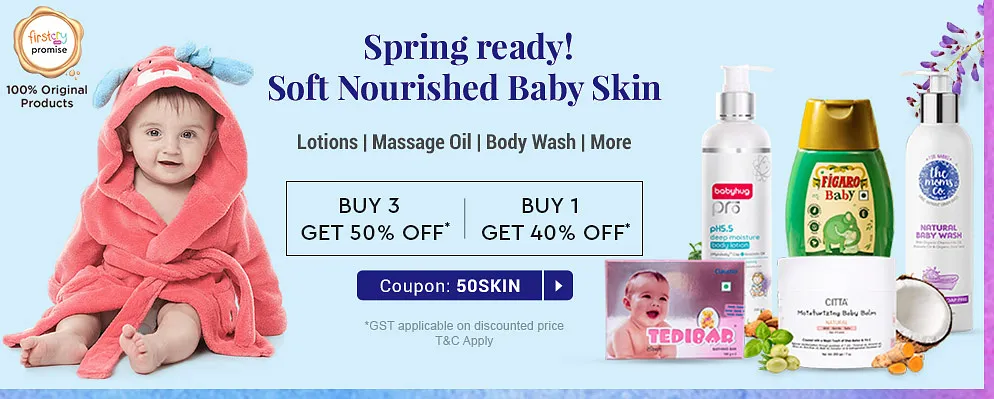 firstcry
promise
100% Original
Products
Spring ready!
Soft Nourished Baby Skin
Lotions | Massage Oil | Body Wash | More
BUY 3
GET 50% OFF*
BUY 1
GET 40% OFF*
Coupon: 50SKIN
*GST applicable on discounted price
T&C Apply
babyhug
pro
pH5.5
deep moisture
body lotion
FIGARO
Baby
the
moms
co.
NATURAL
BABY WASH
TEDIBAR
CITTA
Moisturizing Baby Balm
NATURAL